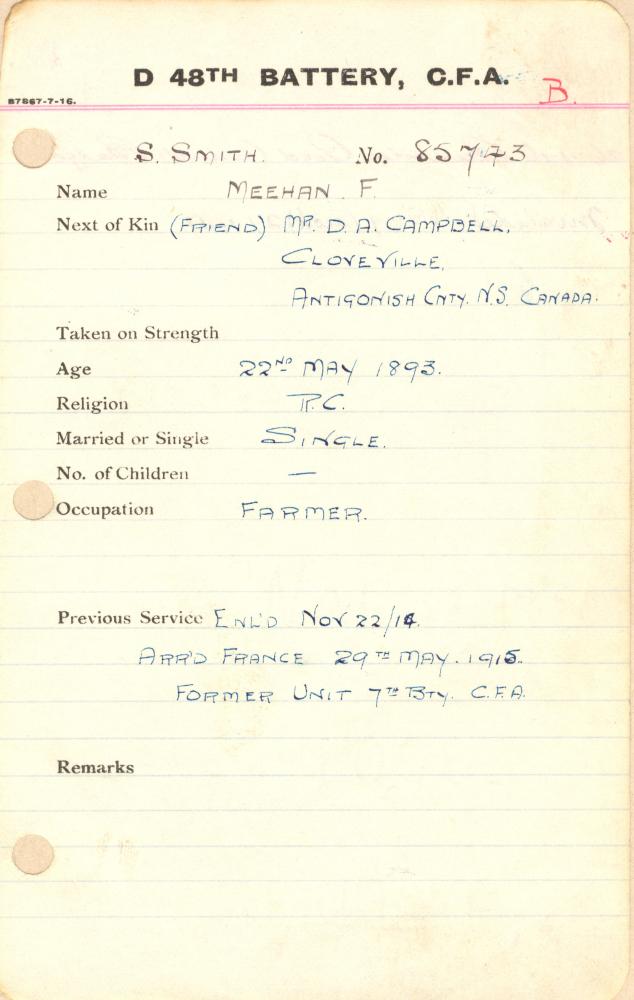 D 48TH BATTERY, C.F.A.
B.
B7867-7-16.
S. SMITH. No. 85743
Name MEEHAN F.
Next of Kin (FRIEND) MR. D. A. CAMPBELL.
CLOVEVILLE,
ANTIGONISH CNTY. N.S. CANADA.
Taken on Strength
Age 22ND MAY 1893.
Religion R.C.
Married or Single SINGLE.
No. of Children —
Occupation FARMER.
Previous Service ENL'D NOV 22/14.
ARR'D FRANCE 29TH MAY. 1915.
FORMER UNIT 7TH BTY. C.F.A.
Remarks